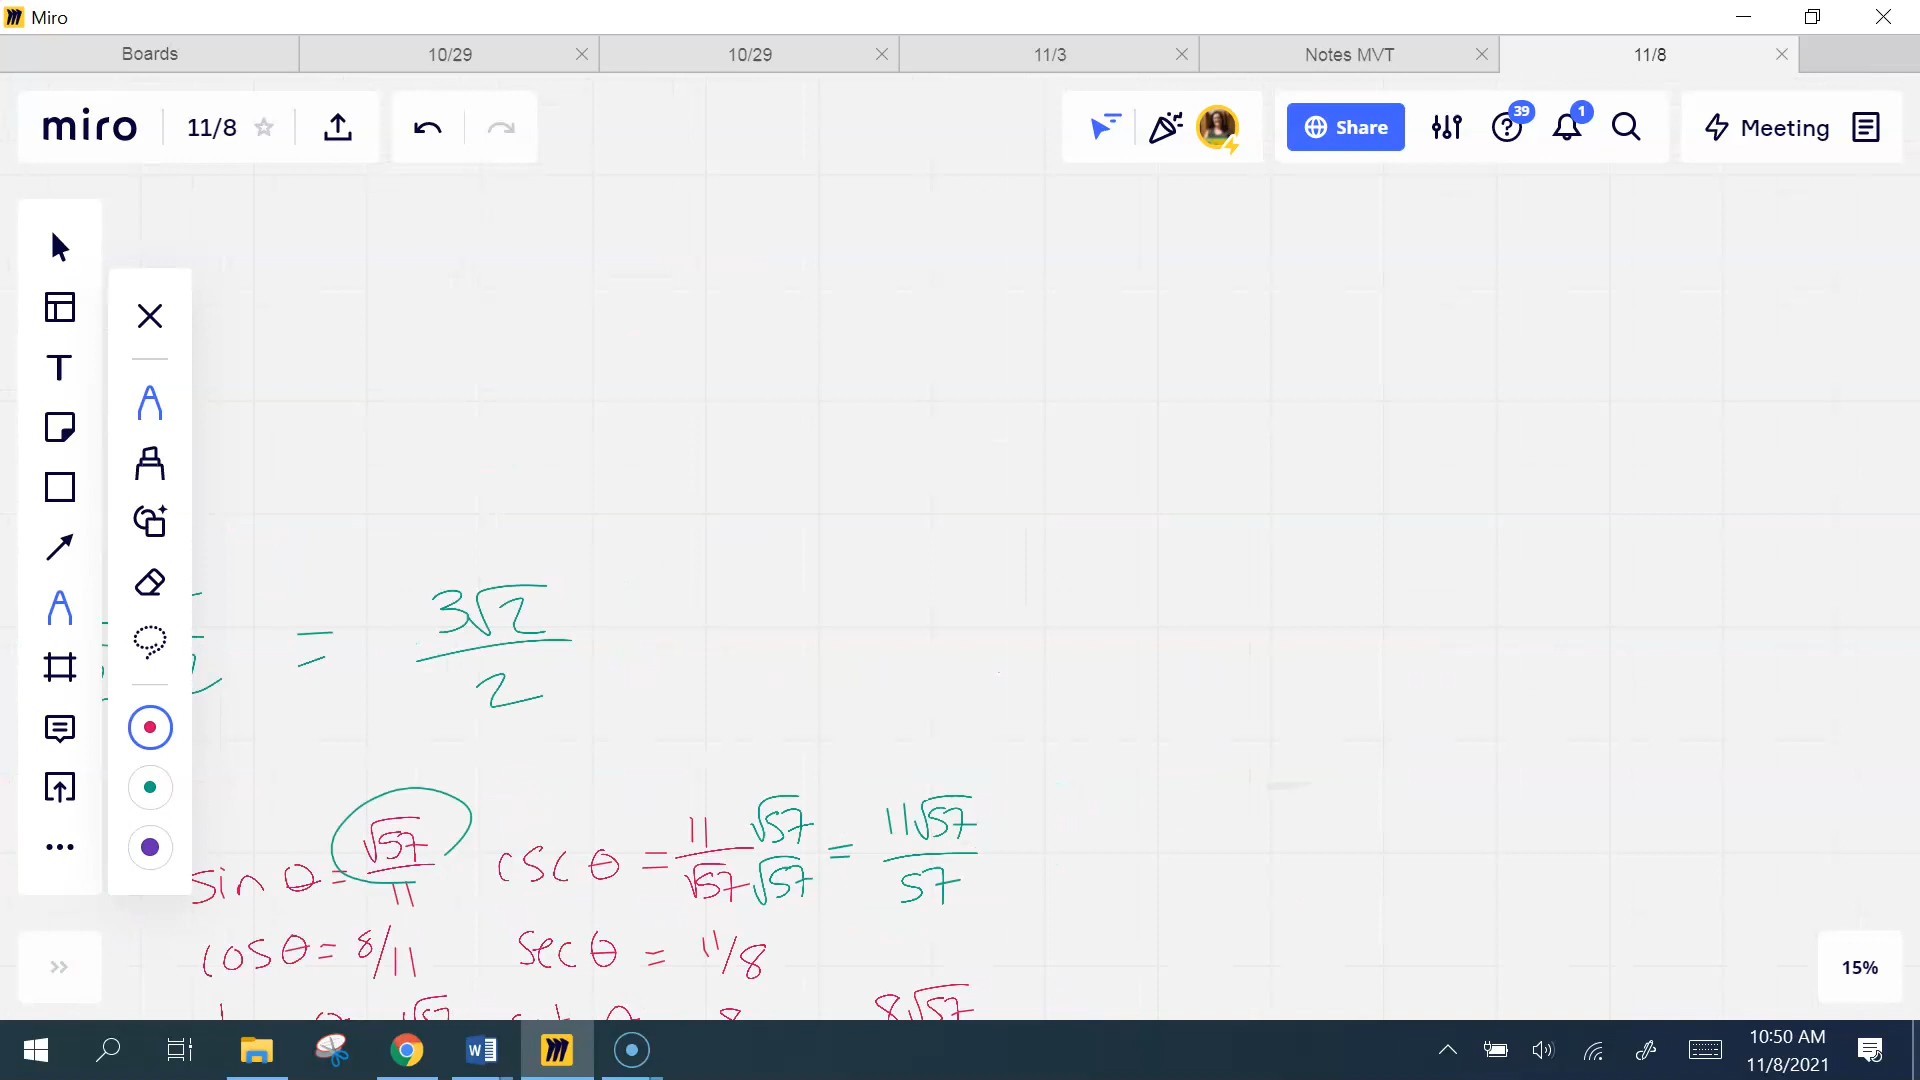 Miro
Boards
10/29
10/29
11/3
Notes MVT
11/8
miro
11/8
Share
39
1
Meeting
T
= 3√2 / 2
sin θ = √57 / 11
csc θ = 11 / √57 √57 / √57 = 11√57 / 57
cos θ = 8/11
sec θ = 11/8
8√57
15%
W
10:50 AM
11/8/2021